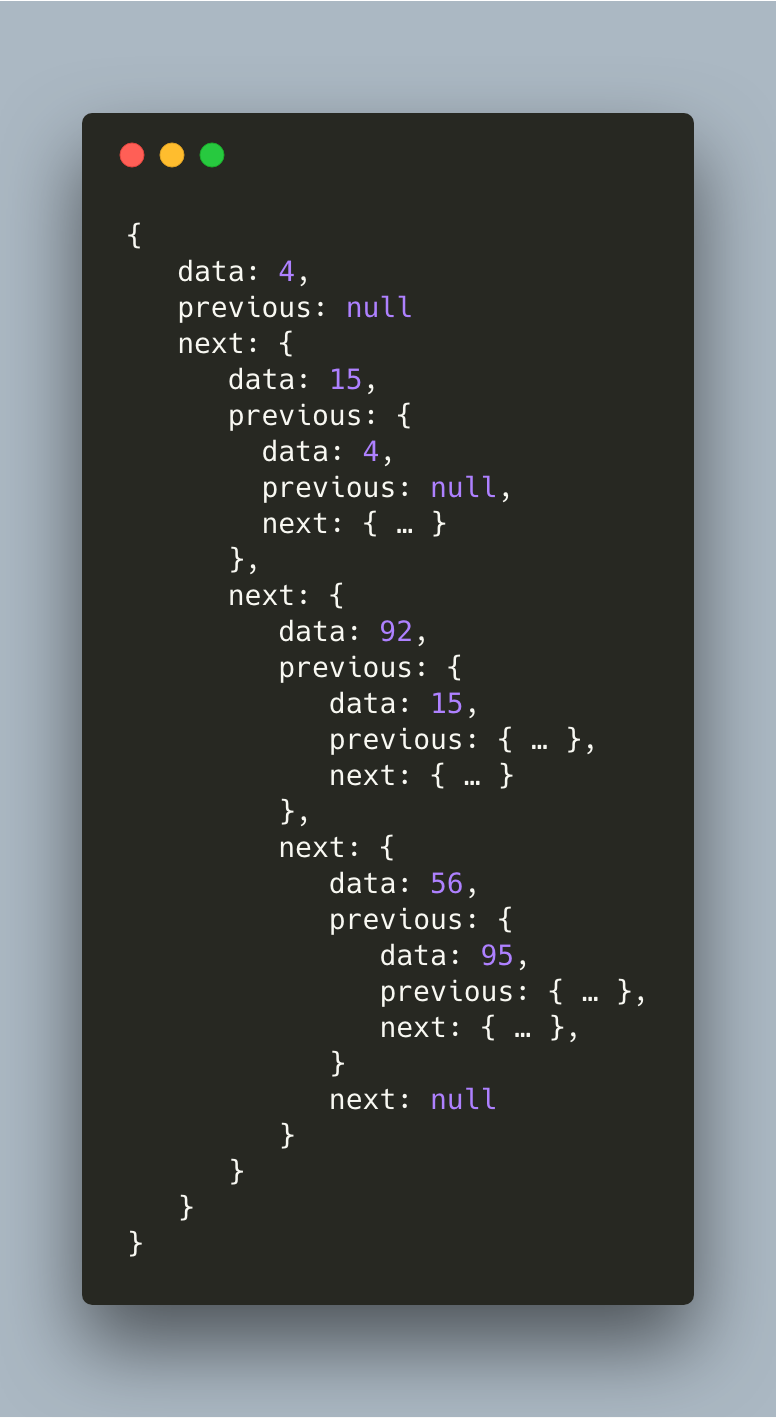 {
   data: 4,
   previous: null
   next: {
      data: 15,
      previous: {
        data: 4,
        previous: null,
        next: { … }
      },
      next: {
         data: 92,
         previous: {
            data: 15,
            previous: { … },
            next: { … }
         },
         next: {
            data: 56,
            previous: {
               data: 95,
               previous: { … },
               next: { … },
            }
            next: null
         }
      }
   }
}